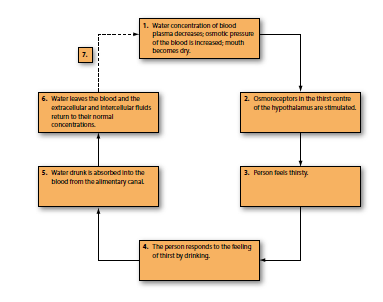 1. Water concentration of blood
plasma decreases; osmotic pressure
of the blood is increased; mouth
becomes dry.
2. Osmoreceptors in the thirst centre
of the hypothalamus are stimulated.
3. Person feels thirsty.
4. The person responds to the feeling
of thirst by drinking.
5. Water drunk is absorbed into the
blood from the alimentary canal.
6. Water leaves the blood and the
extracellular and intercellular fluids
return to their normal
concentrations.
7.